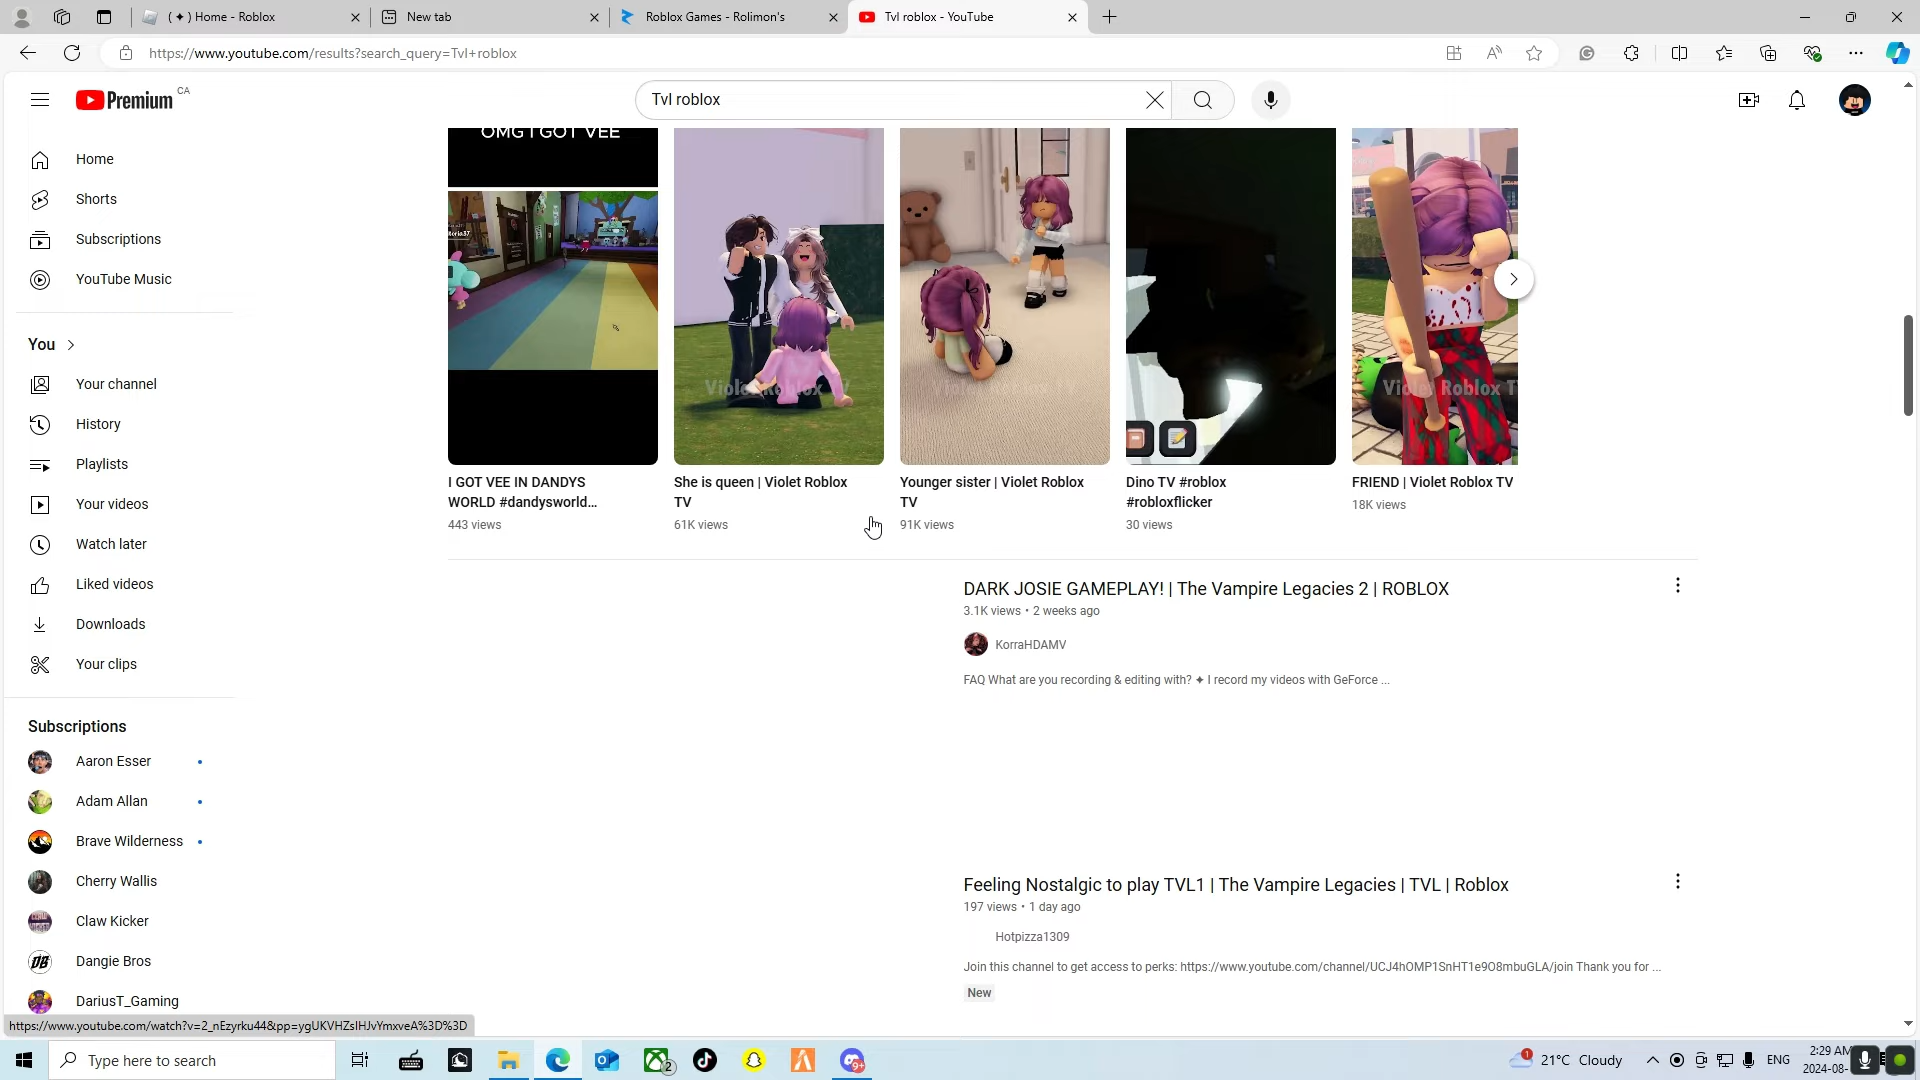 ( ✦ ) Home - Roblox
New tab
Roblox Games - Rolimon's
Tvl roblox - YouTube
https://www.youtube.com/results?search_query=Tvl+roblox
Premium CA
Tvl roblox
Home
Shorts
Subscriptions
YouTube Music
You
Your channel
History
Playlists
Your videos
Watch later
Liked videos
Downloads
Your clips
Subscriptions
Aaron Esser
Adam Allan
Brave Wilderness
Cherry Wallis
Claw Kicker
Dangie Bros
DariusT_Gaming
OMG I GOT VEE
Violet Roblox TV
I GOT VEE IN DANDYS
WORLD #dandysworld...
443 views
She is queen | Violet Roblox
TV
61K views
Younger sister | Violet Roblox
TV
91K views
Dino TV #roblox
#robloxflicker
30 views
Violet Roblox T
FRIEND | Violet Roblox TV
18K views
DARK JOSIE GAMEPLAY! | The Vampire Legacies 2 | ROBLOX
3.1K views • 2 weeks ago
KorraHDAMV
FAQ What are you recording & editing with? ✦ I record my videos with GeForce ...
Feeling Nostalgic to play TVL1 | The Vampire Legacies | TVL | Roblox
197 views • 1 day ago
Hotpizza1309
Join this channel to get access to perks: https://www.youtube.com/channel/UCJ4hOMP1SnHT1e9O8mbuGLA/join Thank you for ...
New
https://www.youtube.com/watch?v=2_nEzyrku44&pp=ygUKVHZsIHJvYmxveA%3D%3D
Type here to search
2
9+
1
21°C Cloudy
ENG
2:29 AM
2024-08-